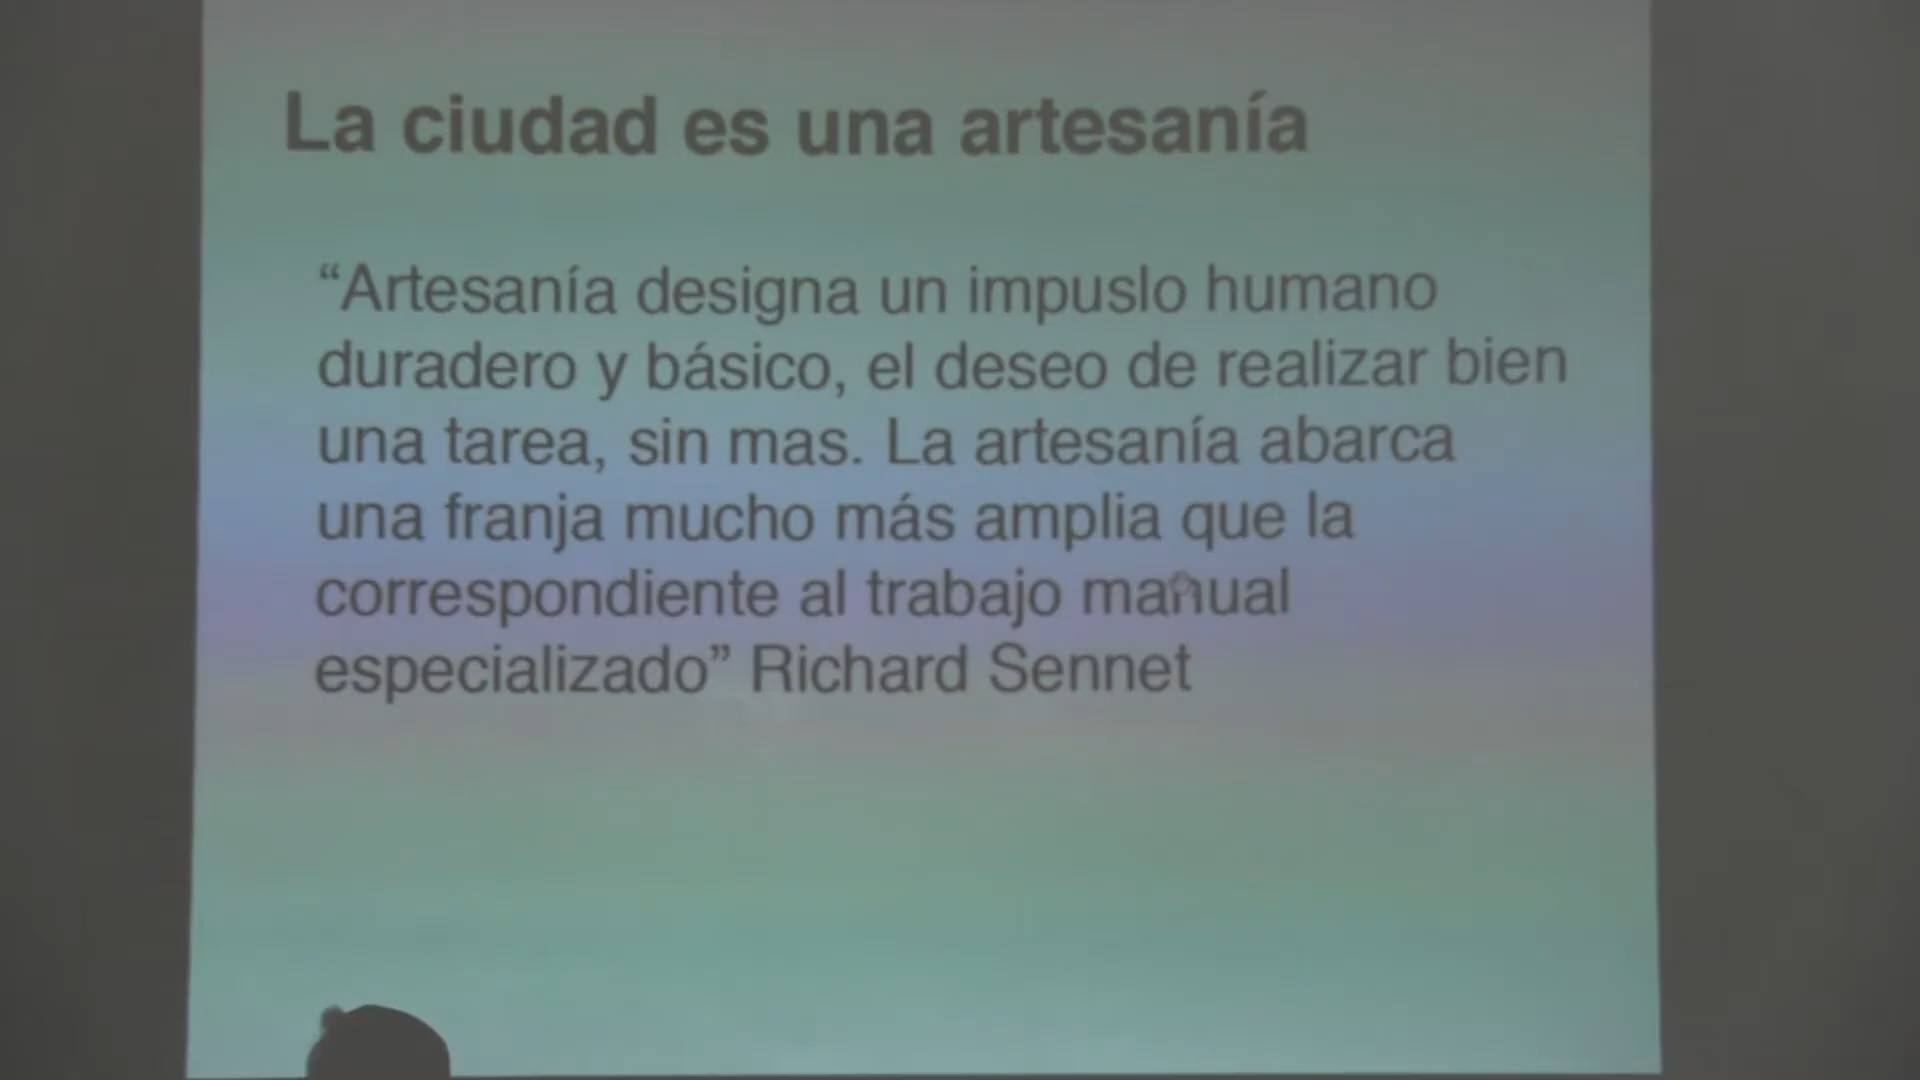 La ciudad es una artesanía
“Artesanía designa un impuslo humano
duradero y básico, el deseo de realizar bien
una tarea, sin mas. La artesanía abarca
una franja mucho más amplia que la
correspondiente al trabajo manual
especializado” Richard Sennet